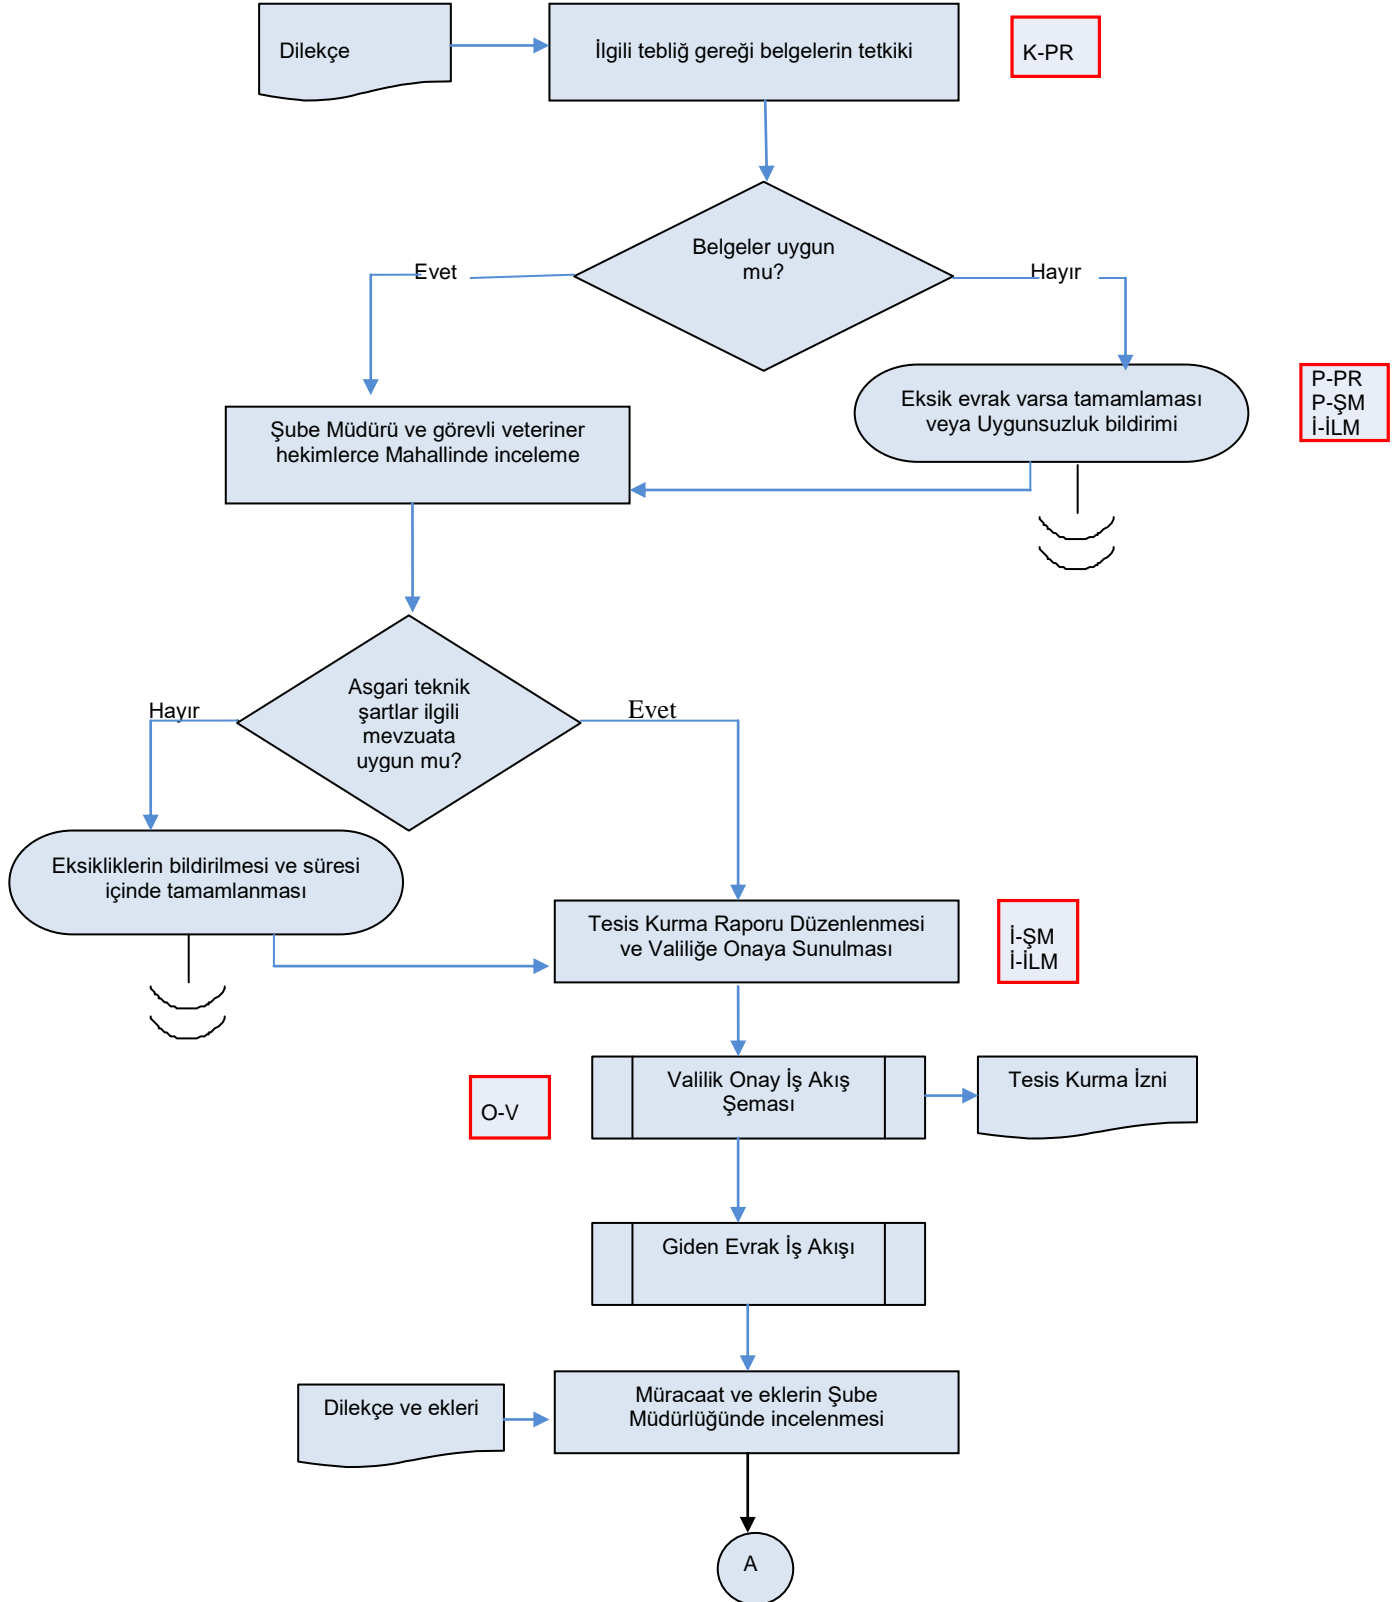 Dilekçe
İlgili tebliğ gereği belgelerin tetkiki
K-PR
Belgeler uygun
mu?
Evet
Hayır
Eksik evrak varsa tamamlaması
veya Uygunsuzluk bildirimi
P-PR
P-ŞM
İ-İLM
Şube Müdürü ve görevli veteriner
hekimlerce Mahallinde inceleme
Asgari teknik
şartlar ilgili
mevzuata
uygun mu?
Hayır
Evet
Eksikliklerin bildirilmesi ve süresi
içinde tamamlanması
Tesis Kurma Raporu Düzenlenmesi
ve Valiliğe Onaya Sunulması
İ-ŞM
İ-İLM
Valilik Onay İş Akış
Şeması
Tesis Kurma İzni
O-V
Giden Evrak İş Akışı
Dilekçe ve ekleri
Müracaat ve eklerin Şube
Müdürlüğünde incelenmesi
A